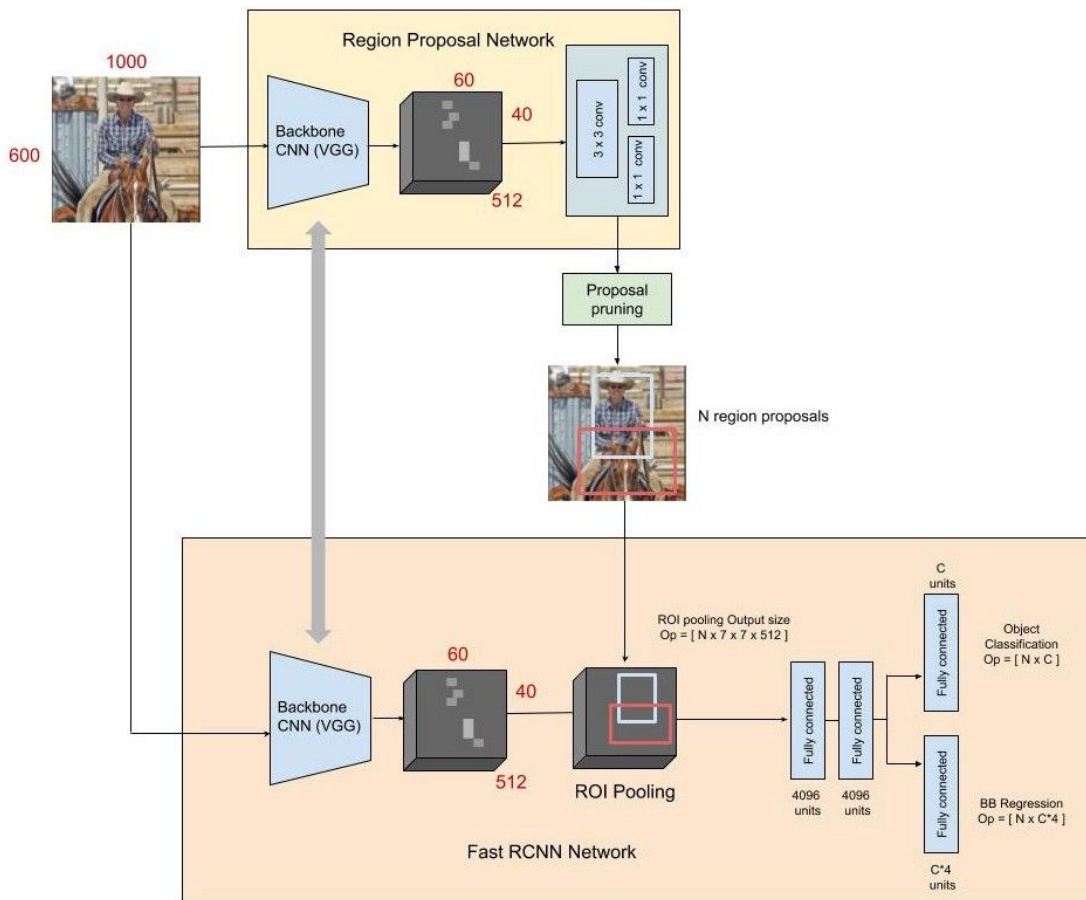 Region Proposal Network
1000
600
Backbone
CNN (VGG)
60
40
512
3 x 3 conv
1 x 1 conv
1 x 1 conv
Proposal
pruning
N region proposals
Backbone
CNN (VGG)
60
40
512
ROI pooling Output size
Op = [ N x 7 x 7 x 512 ]
ROI Pooling
Fully connected
4096
units
Fully connected
4096
units
C
units
Fully connected
Object
Classification
Op = [ N x C ]
Fully connected
C*4
units
BB Regression
Op = [ N x C*4 ]
Fast RCNN Network